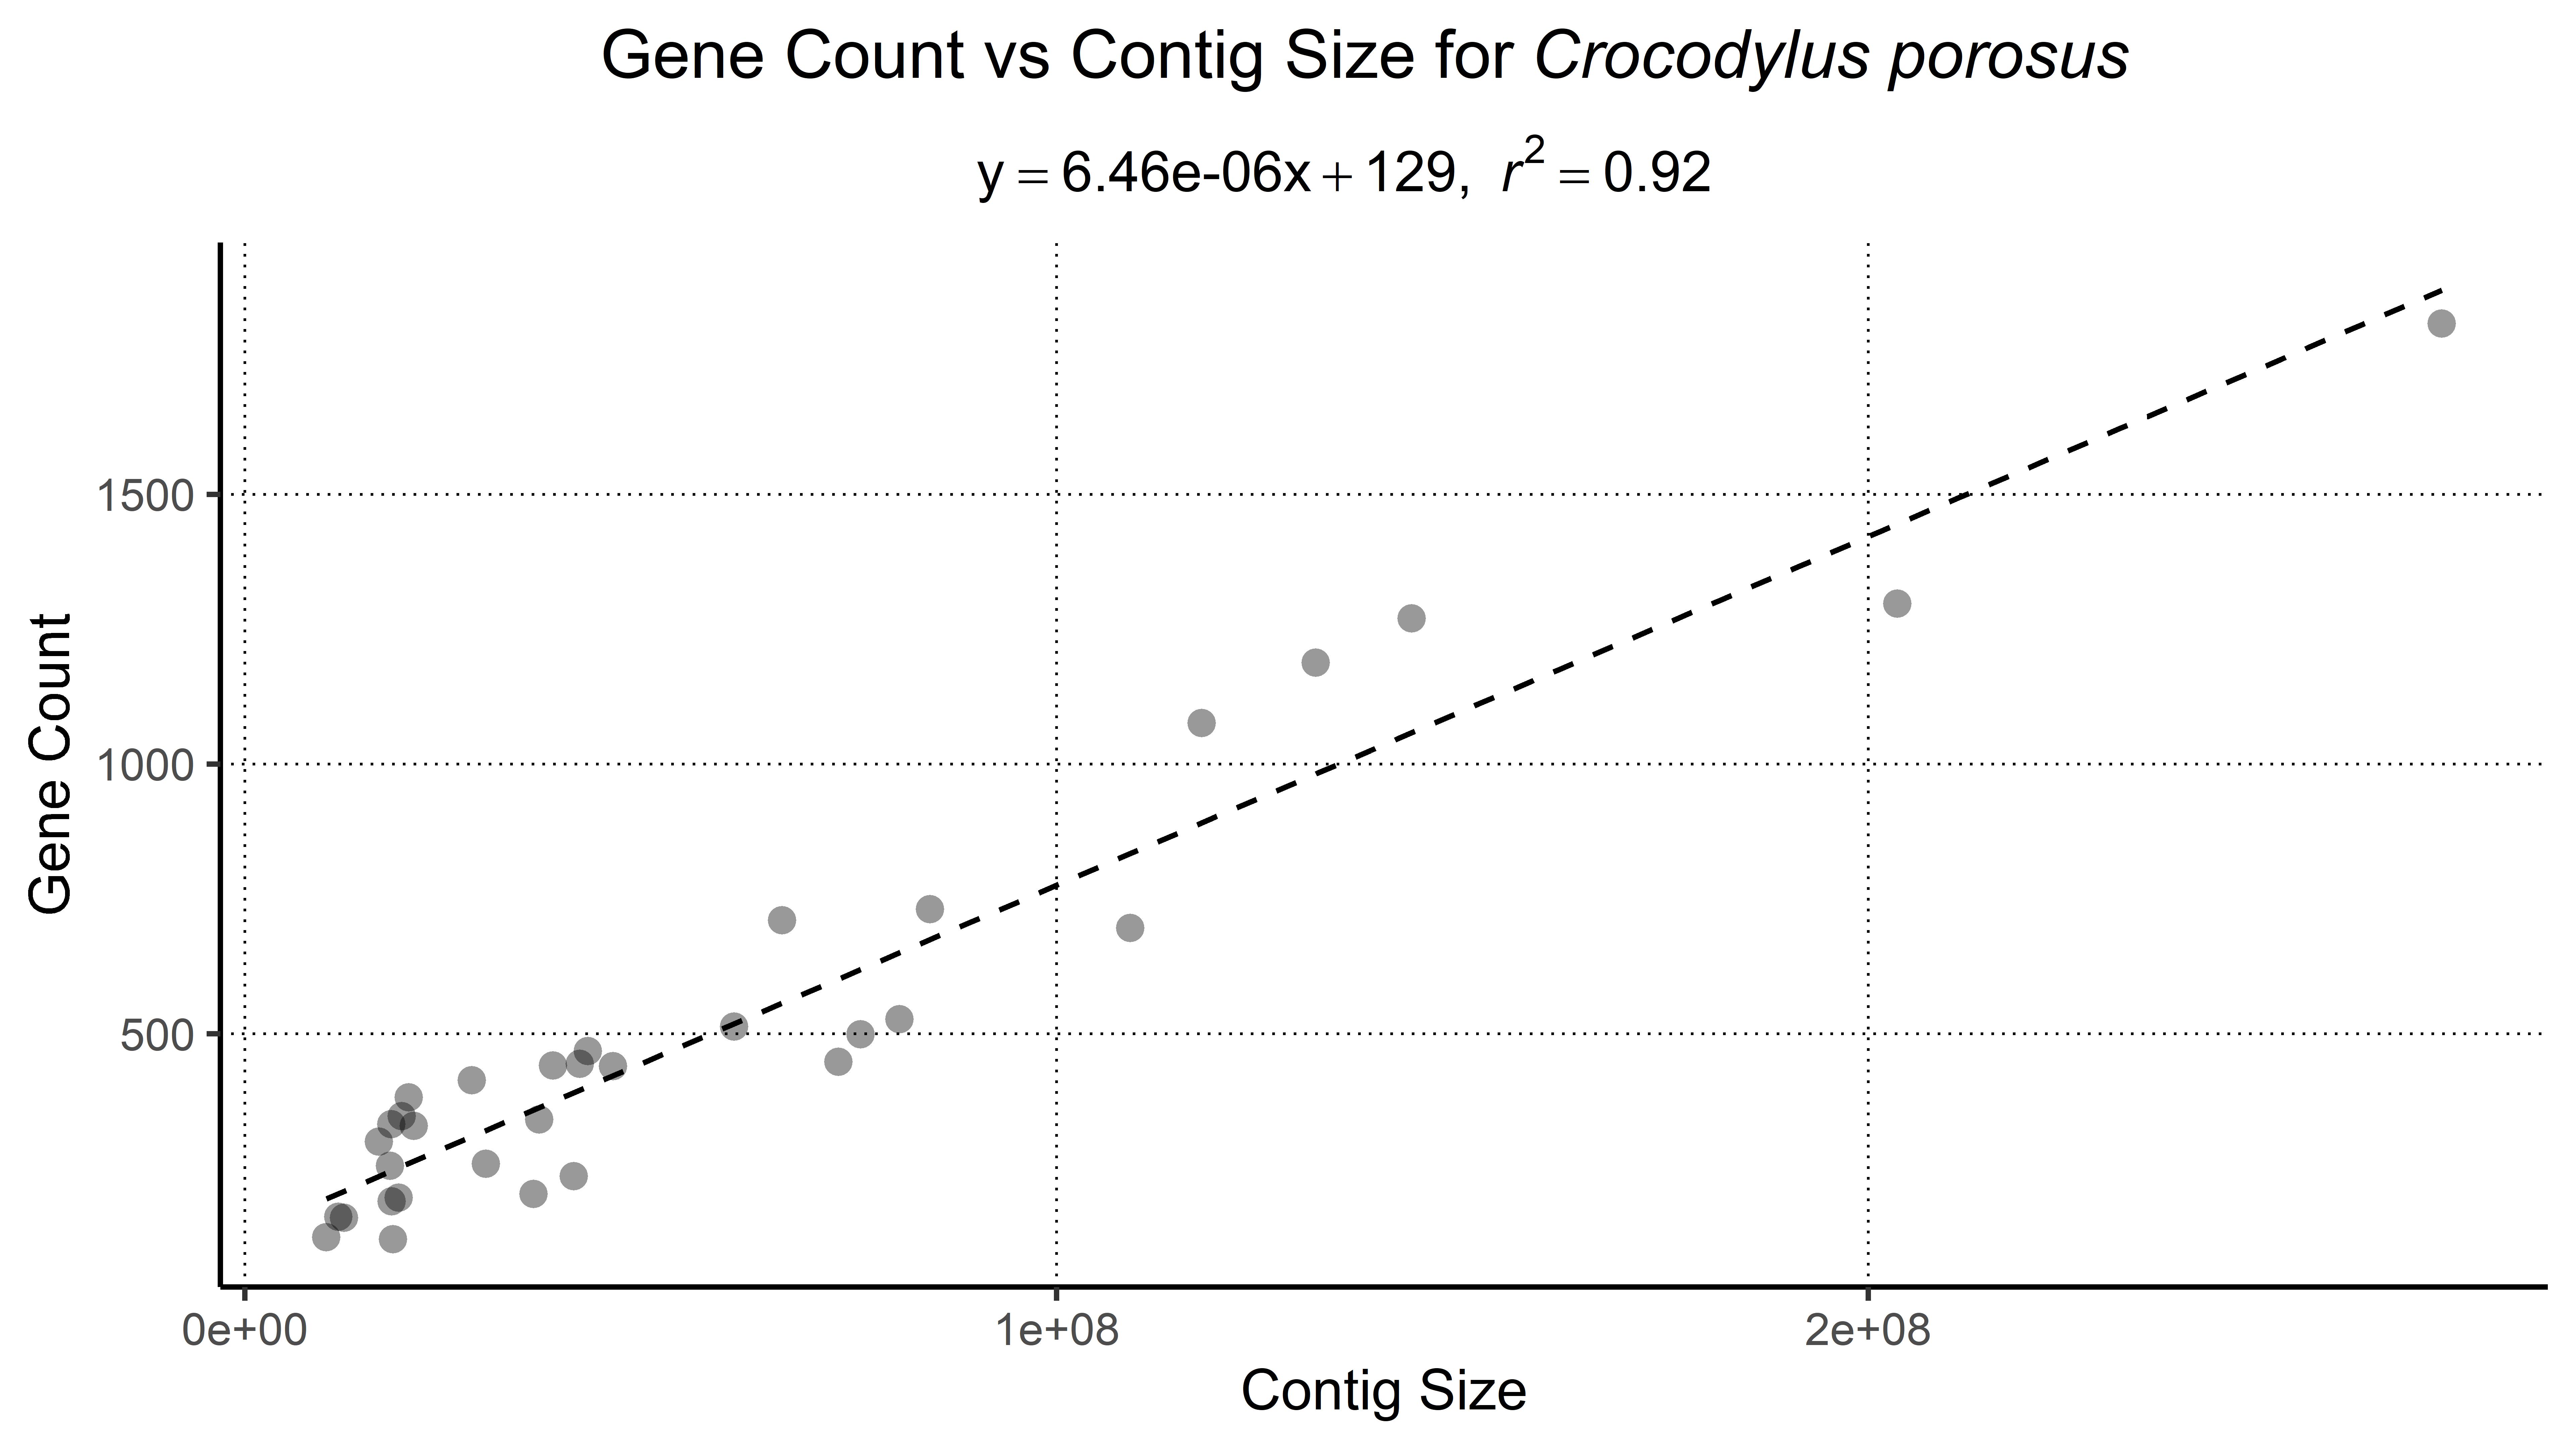 Gene Count vs Contig Size for Crocodylus porosus
y = 6.46e-06x + 129, r² = 0.92
Gene Count
1500
1000
500
0e+00 1e+08 2e+08
Contig Size